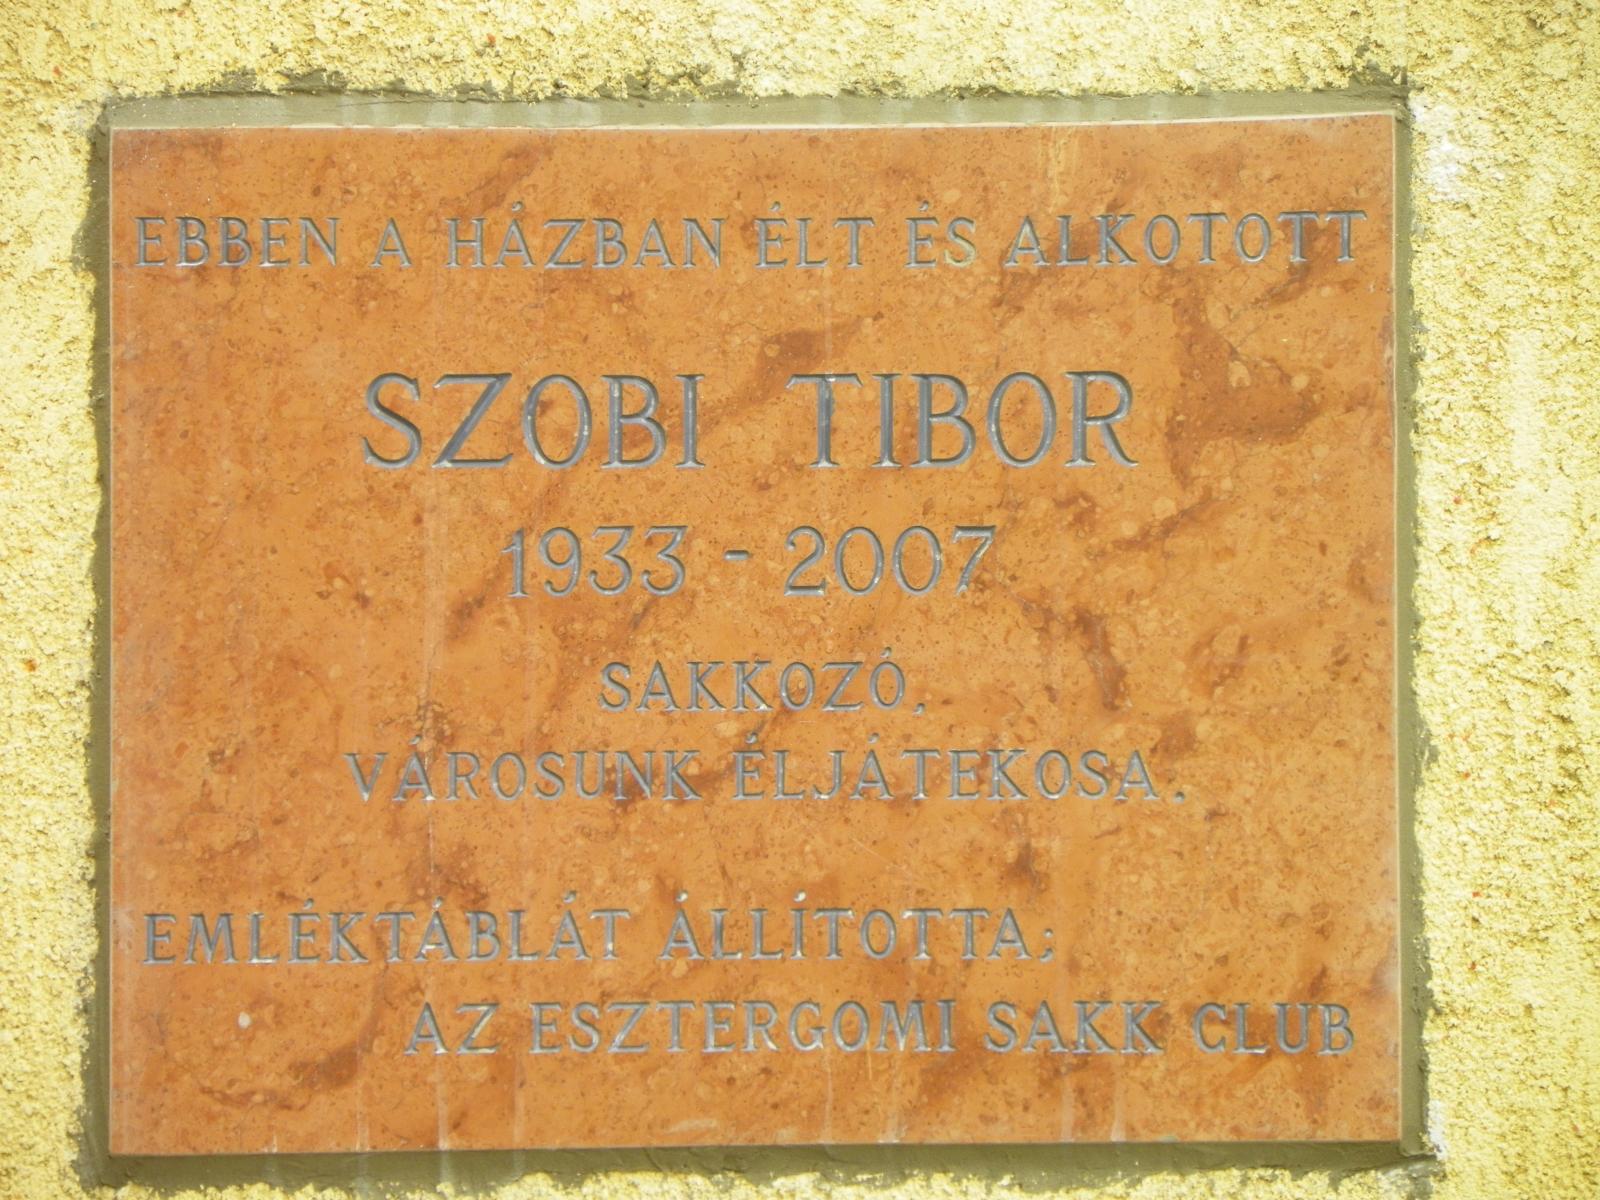 EBBEN A HÁZBAN ÉLT ÉS ALKOTOTT
SZOBI TIBOR
1933 - 2007
SAKKOZÓ,
VÁROSUNK ÉLJÁTEKOSA.
EMLÉKTÁBLÁT ÁLLÍTOTTA;
AZ ESZTERGOMI SAKK CLUB